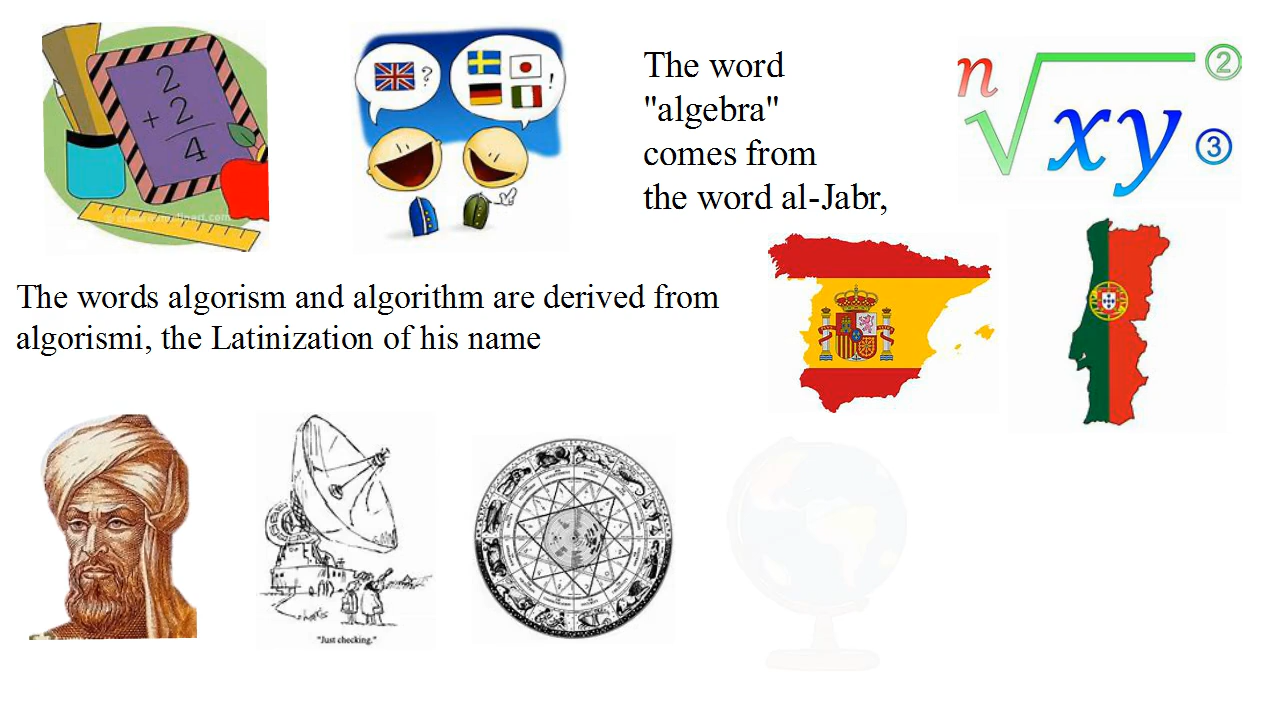 2
+ 2
4
?
!
The word
"algebra"
comes from
the word al-Jabr,
n
√xy
②
③
The words algorism and algorithm are derived from
algorismi, the Latinization of his name
"Just checking."